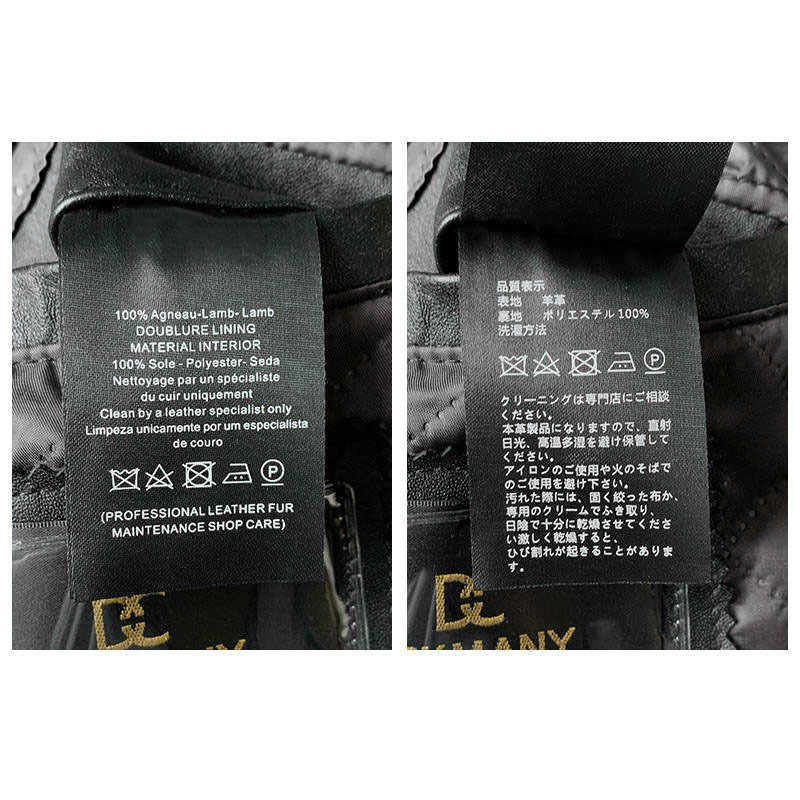 100% Agneau-Lamb- Lamb
DOUBLURE LINING
MATERIAL INTERIOR
100% Sole - Polyester- Seda
Nettoyage par un spécialiste
du cuir uniquement
Clean by a leather specialist only
Limpeza unicamente por um especialista
de couro
P
(PROFESSIONAL LEATHER FUR
MAINTENANCE SHOP CARE)
品質表示
表地 羊革
裏地 ポリエステル 100%
洗濯方法
P
クリーニングは専門店にご相談
ください。
本革製品になりますので、直射
日光、高温多湿を避け保管して
ください。
アイロンのご使用や火のそばで
のご使用を避け下さい。
汚れた際には、固く絞った布か、
専用のクリームでふき取り、
日陰で十分に乾燥させてくださ
い激しく乾燥すると、
ひび割れが起きることがありま
す。